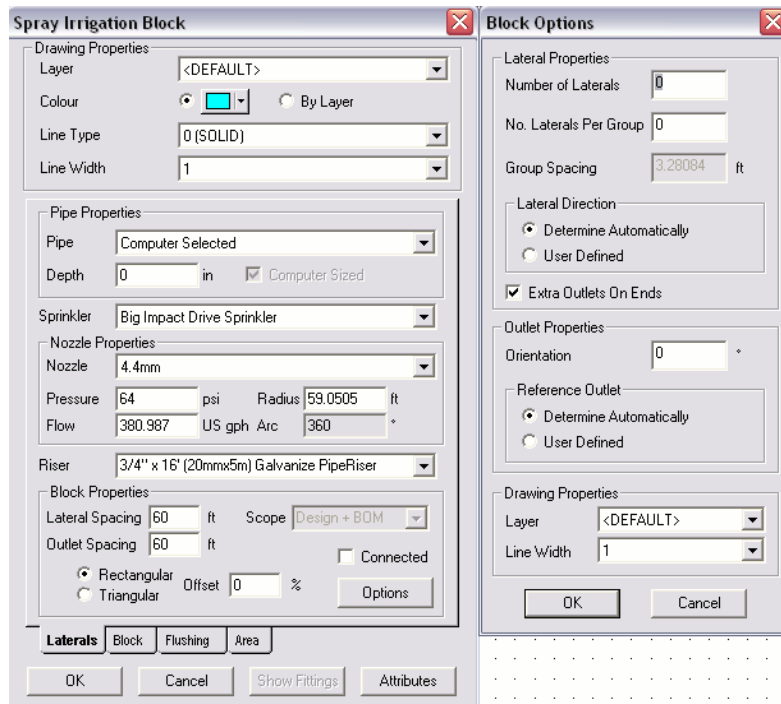 Spray Irrigation Block
Drawing Properties
Layer <DEFAULT>
Colour By Layer
Line Type 0 (SOLID)
Line Width 1
Pipe Properties
Pipe Computer Selected
Depth 0 in Computer Sized
Sprinkler Big Impact Drive Sprinkler
Nozzle Properties
Nozzle 4.4mm
Pressure 64 psi Radius 59.0505 ft
Flow 380.987 US gph Arc 360 °
Riser 3/4" x 16' (20mmx5m) Galvanize PipeRiser
Block Properties
Lateral Spacing 60 ft Scope Design + BOM
Outlet Spacing 60 ft
Connected
Rectangular
Triangular
Offset 0 %
Options
Laterals Block Flushing Area
OK Cancel Show Fittings Attributes
Block Options
Lateral Properties
Number of Laterals 0
No. Laterals Per Group 0
Group Spacing 3.28084 ft
Lateral Direction
Determine Automatically
User Defined
Extra Outlets On Ends
Outlet Properties
Orientation 0 °
Reference Outlet
Determine Automatically
User Defined
Drawing Properties
Layer <DEFAULT>
Line Width 1
OK Cancel